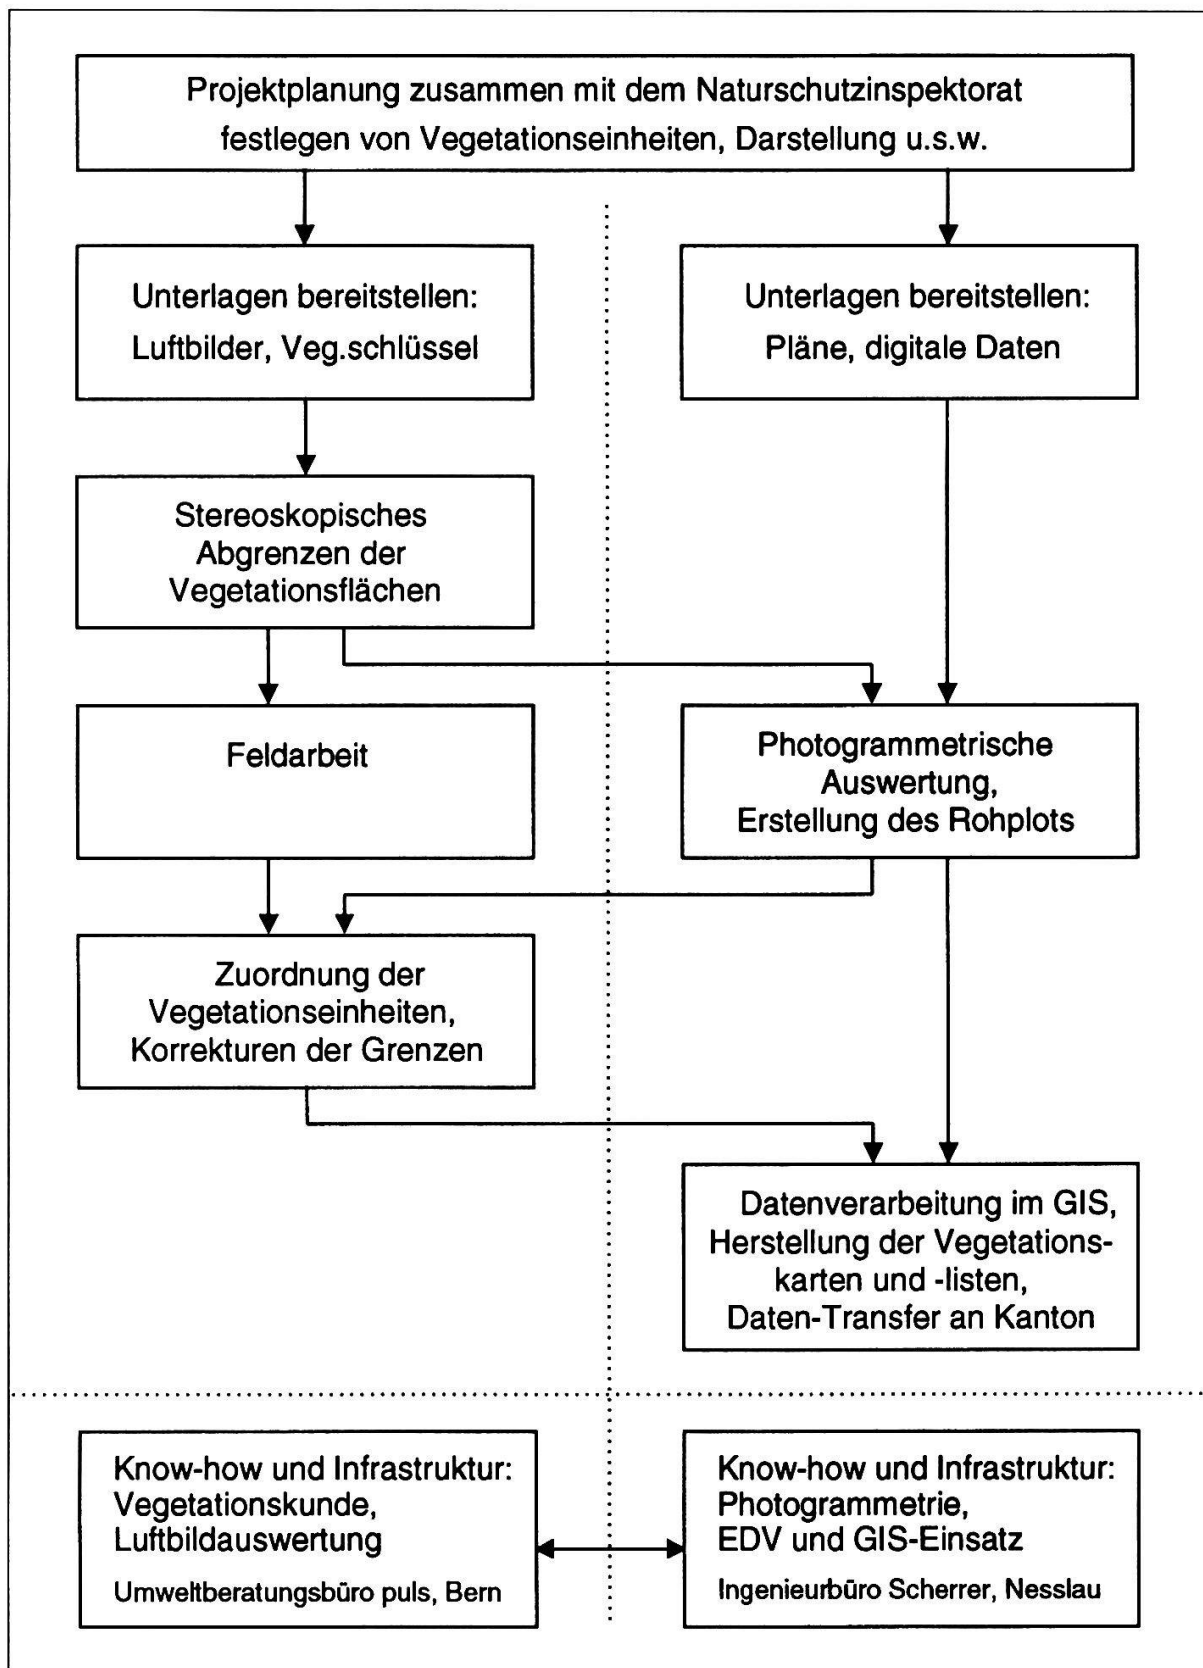 Projektplanung zusammen mit dem Naturschutzinspektorat
festlegen von Vegetationseinheiten, Darstellung u.s.w.
Unterlagen bereitstellen:
Luftbilder, Veg.schlüssel
Unterlagen bereitstellen:
Pläne, digitale Daten
Stereoskopisches
Abgrenzen der
Vegetationsflächen
Feldarbeit
Photogrammetrische
Auswertung,
Erstellung des Rohplots
Zuordnung der
Vegetationseinheiten,
Korrekturen der Grenzen
Datenverarbeitung im GIS,
Herstellung der Vegetations-
karten und -listen,
Daten-Transfer an Kanton
Know-how und Infrastruktur:
Vegetationskunde,
Luftbildauswertung
Umweltberatungsbüro puls, Bern
Know-how und Infrastruktur:
Photogrammetrie,
EDV und GIS-Einsatz
Ingenieurbüro Scherrer, Nesslau